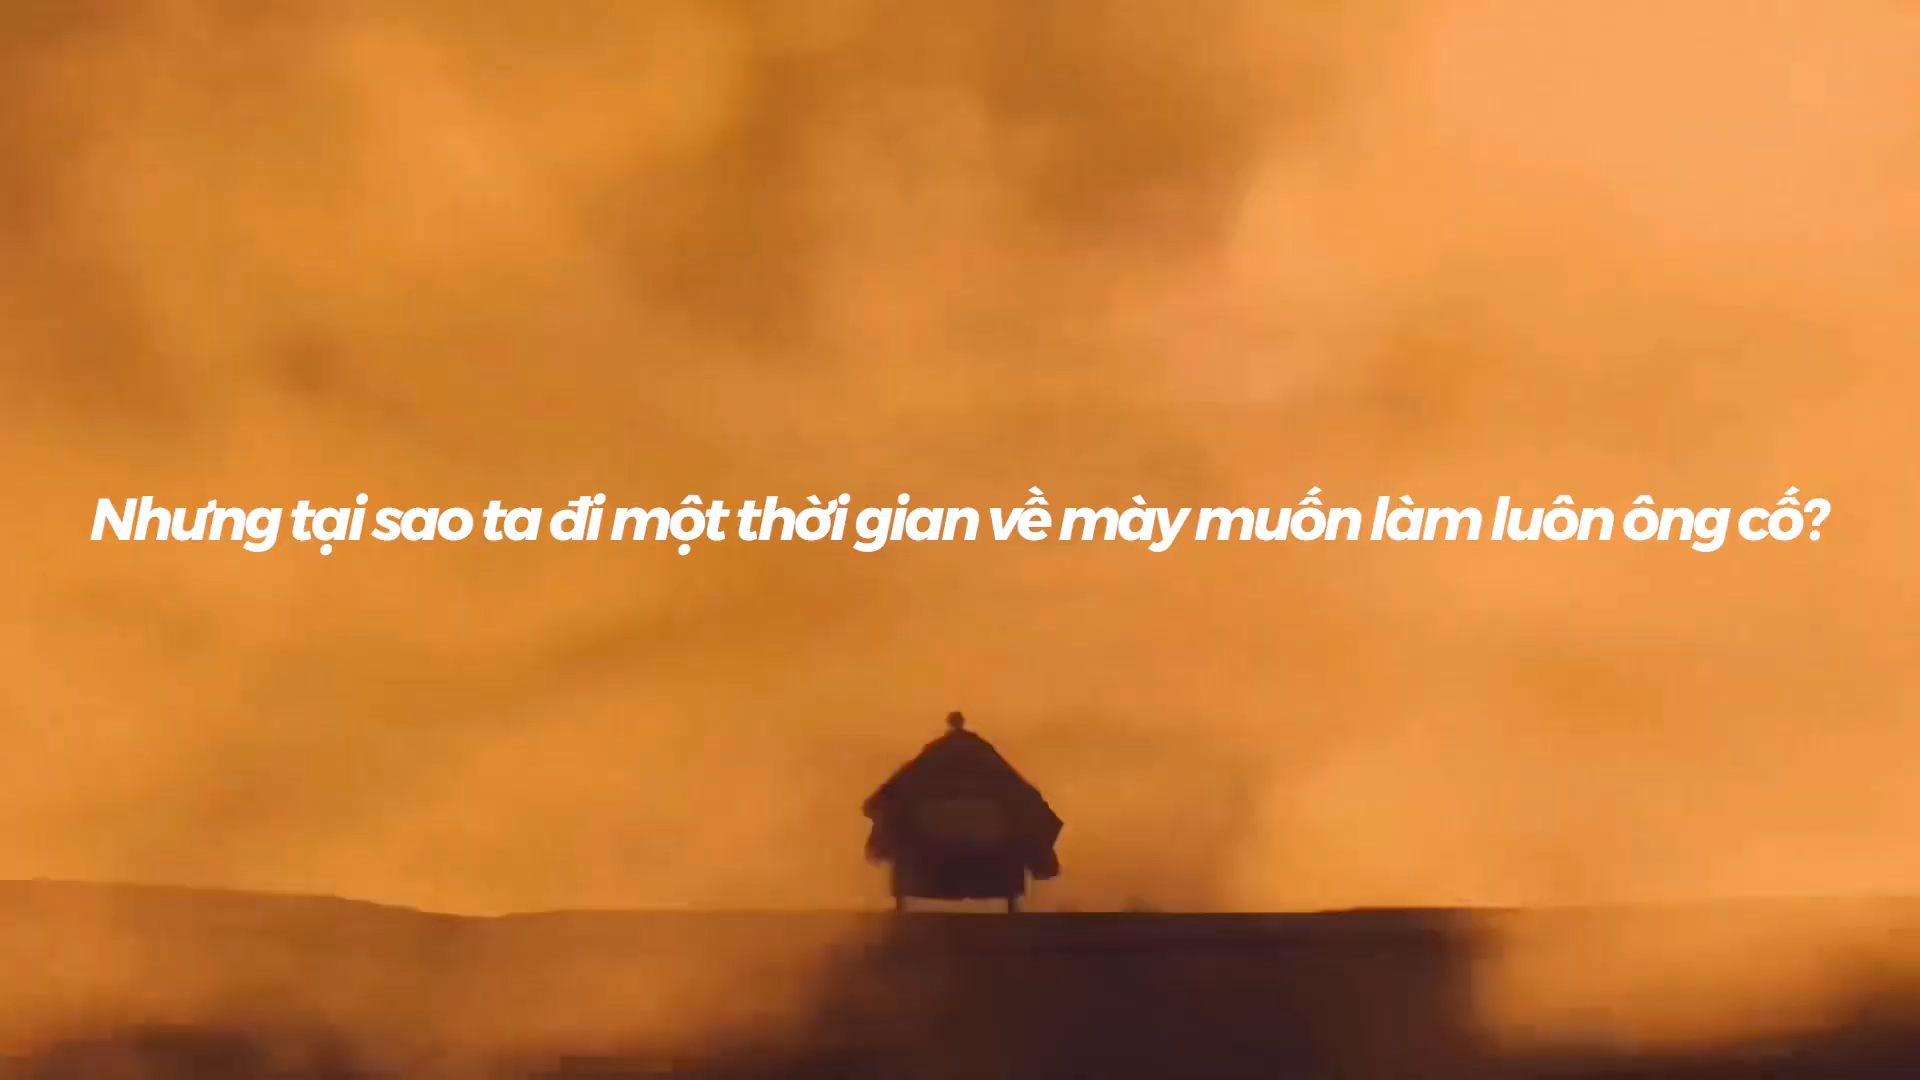 Nhưng tại sao ta đi một thời gian về mày muốn làm luôn ông cố?